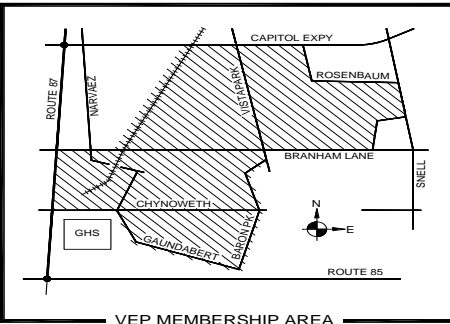 CAPITOL EXPY
ROSENBAUM
ROUTE 87
NARVAEZ
VISTAPARK
BRANHAM LANE
SNELL
CHYNOWETH
GHS
GAUNDABERT
BARON PK
N
E
ROUTE 85
VEP MEMBERSHIP AREA